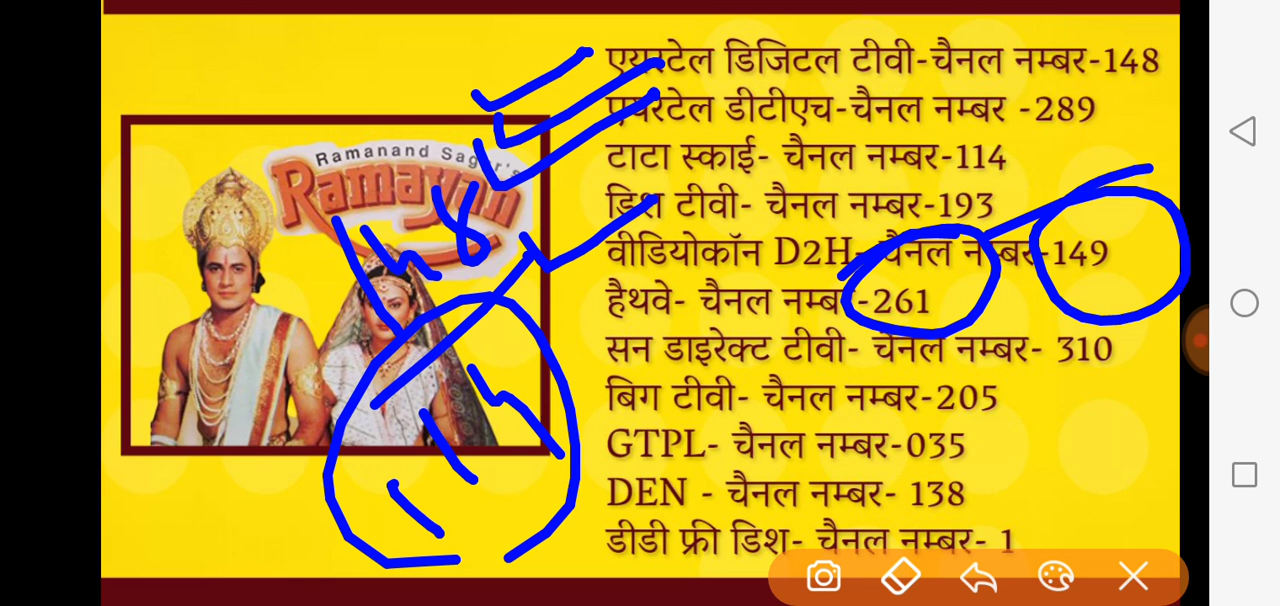 Ramanand Sagar's
Ramayan
एयरटेल डिजिटल टीवी-चैनल नम्बर-148
एयरटेल डीटीएच-चैनल नम्बर -289
टाटा स्काई- चैनल नम्बर-114
डिश टीवी- चैनल नम्बर-193
वीडियोकॉन D2H- चैनल नम्बर-149
हैथवे- चैनल नम्बर-261
सन डाइरेक्ट टीवी- चैनल नम्बर- 310
बिग टीवी- चैनल नम्बर-205
GTPL- चैनल नम्बर-035
DEN - चैनल नम्बर- 138
डीडी फ्री डिश- चैनल नम्बर- 1